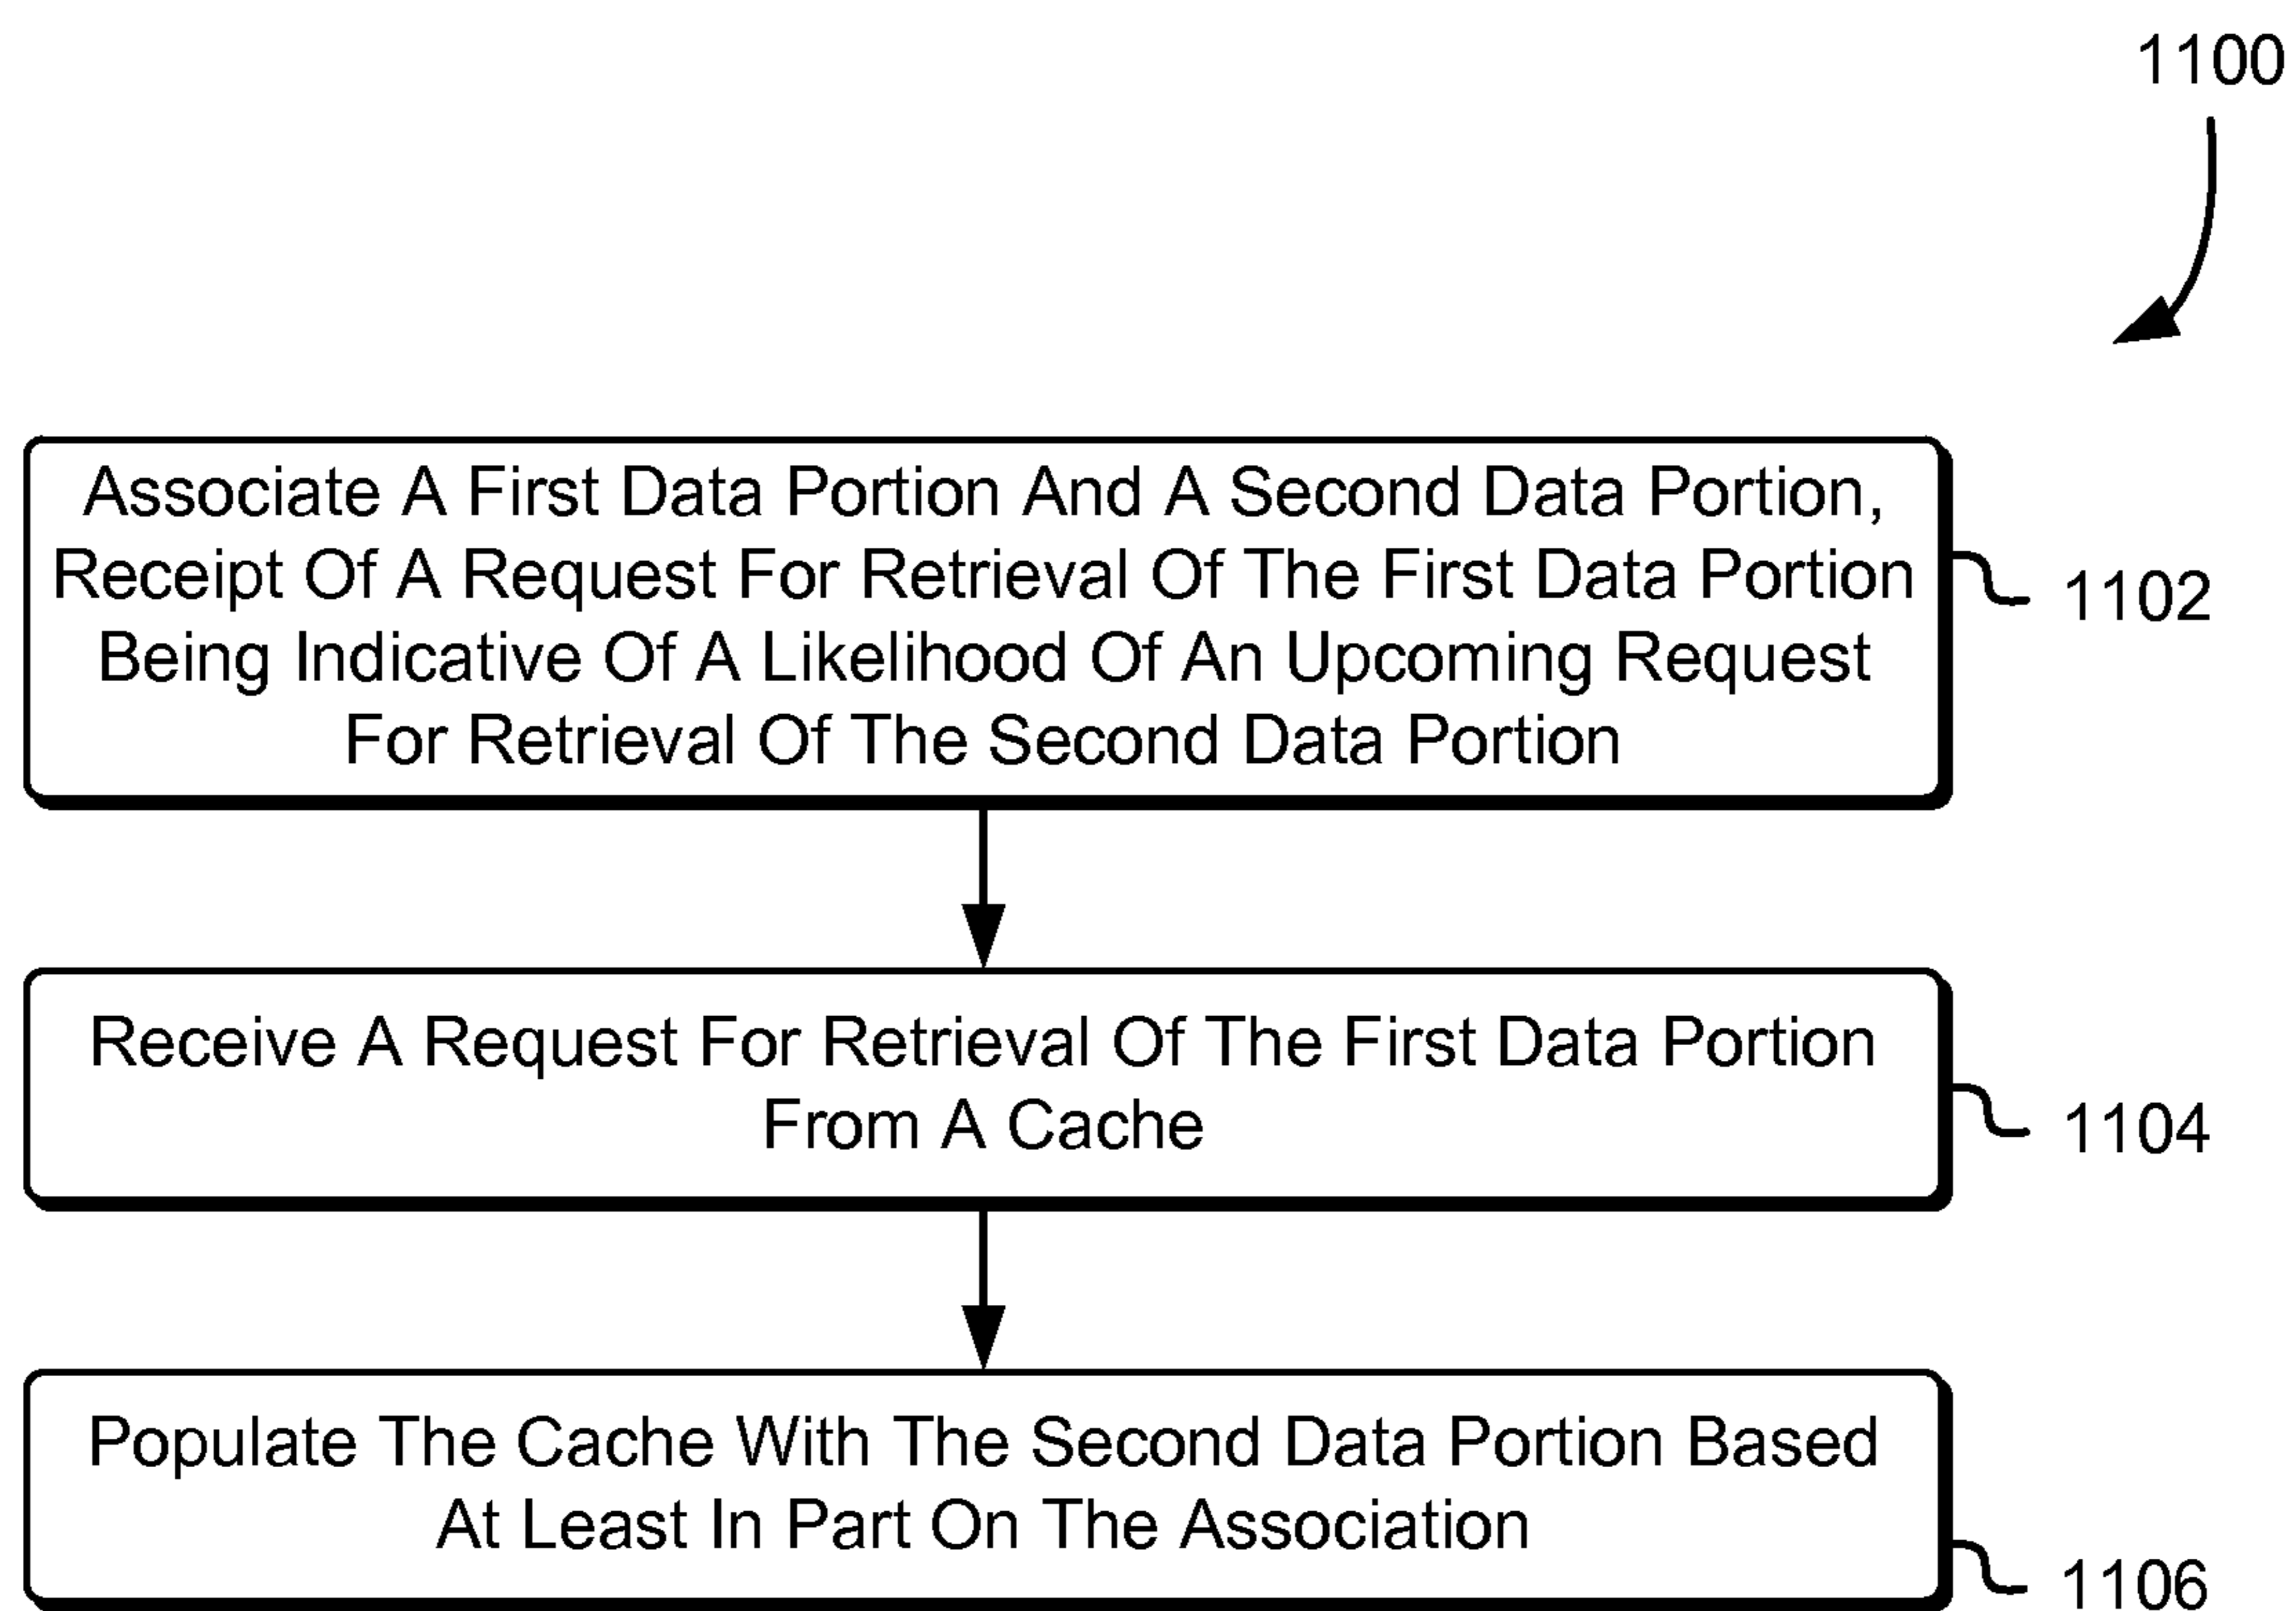 1100
Associate A First Data Portion And A Second Data Portion,
Receipt Of A Request For Retrieval Of The First Data Portion
Being Indicative Of A Likelihood Of An Upcoming Request
For Retrieval Of The Second Data Portion
1102
Receive A Request For Retrieval Of The First Data Portion
From A Cache
1104
Populate The Cache With The Second Data Portion Based
At Least In Part On The Association
1106